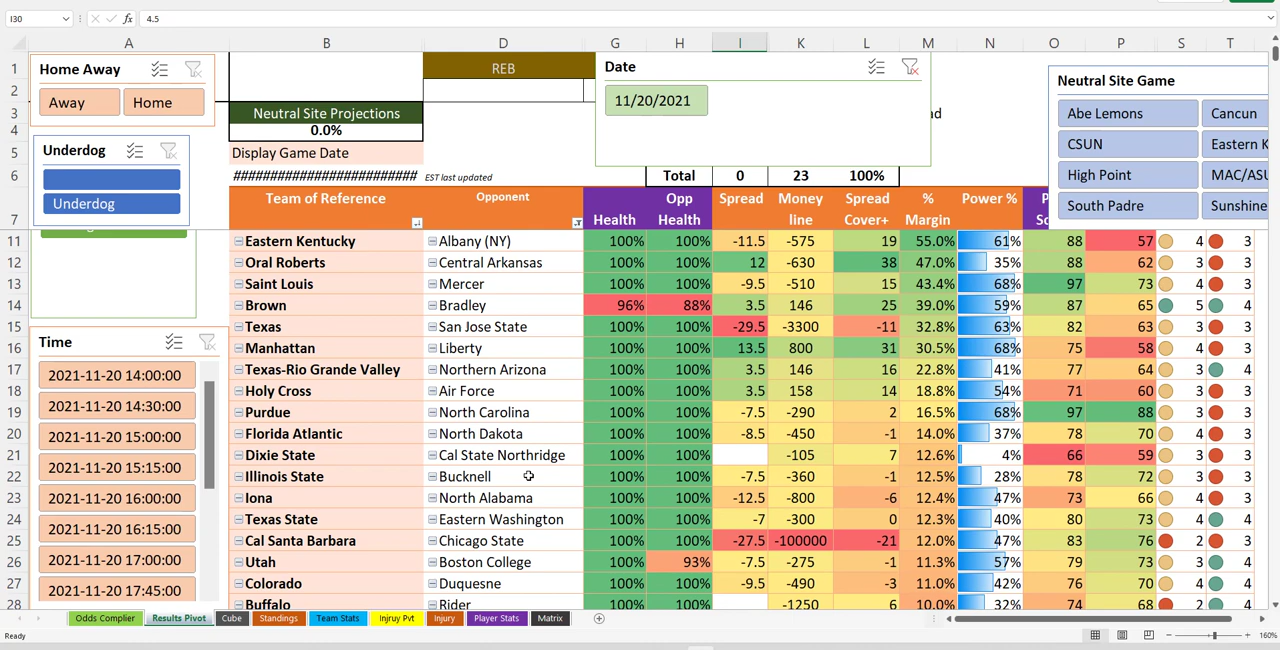 I30 fx 4.5
A B D G H I K L M N O P S T
1 REB
2
3 Neutral Site Projections
4 0.0%
5 Display Game Date
6 ######################### EST last updated Total 0 23 100%
7 Team of Reference Opponent Health Opp Health Spread Money line Spread Cover+ % Margin Power %
Home Away
Away Home
Underdog
Underdog
Date
11/20/2021
Neutral Site Game
Abe Lemons Cancun
CSUN Eastern K
High Point MAC/ASU
South Padre Sunshine
Time
2021-11-20 14:00:00
2021-11-20 14:30:00
2021-11-20 15:00:00
2021-11-20 15:15:00
2021-11-20 16:00:00
2021-11-20 16:15:00
2021-11-20 17:00:00
2021-11-20 17:45:00
11 Eastern Kentucky Albany (NY) 100% 100% -11.5 -575 19 55.0% 61% 88 57 4 3
12 Oral Roberts Central Arkansas 100% 100% 12 -630 38 47.0% 35% 88 62 3 3
13 Saint Louis Mercer 100% 100% -9.5 -510 15 43.4% 68% 97 73 4 3
14 Brown Bradley 96% 88% 3.5 146 25 39.0% 59% 87 65 5 4
15 Texas San Jose State 100% 100% -29.5 -3300 -11 32.8% 63% 82 63 3 3
16 Manhattan Liberty 100% 100% 13.5 800 31 30.5% 68% 75 58 4 3
17 Texas-Rio Grande Valley Northern Arizona 100% 100% 3.5 146 16 22.8% 41% 77 64 3 4
18 Holy Cross Air Force 100% 100% 3.5 158 14 18.8% 54% 71 60 3 3
19 Purdue North Carolina 100% 100% -7.5 -290 2 16.5% 68% 97 88 3 3
20 Florida Atlantic North Dakota 100% 100% -8.5 -450 -1 14.0% 37% 78 70 4 3
21 Dixie State Cal State Northridge 100% 100% -105 7 12.6% 4% 66 59 3 3
22 Illinois State Bucknell 100% 100% -7.5 -360 -1 12.5% 28% 78 72 3 3
23 Iona North Alabama 100% 100% -12.5 -800 -6 12.4% 47% 73 66 4 3
24 Texas State Eastern Washington 100% 100% -7 -300 0 12.3% 40% 80 73 3 4
25 Cal Santa Barbara Chicago State 100% 100% -27.5 -100000 -21 12.0% 47% 83 76 2 3
26 Utah Boston College 100% 93% -7.5 -275 -1 11.3% 57% 79 73 3 4
27 Colorado Duquesne 100% 100% -9.5 -490 -3 11.0% 42% 76 70 4 4
28 Buffalo Rider 100% 100% -1250 6 10.0% 32% 74 68 2 4
Odds Complier Results Pivot Cube Standings Team Stats Injruy Pvt Injury Player Stats Matrix
Ready 160%